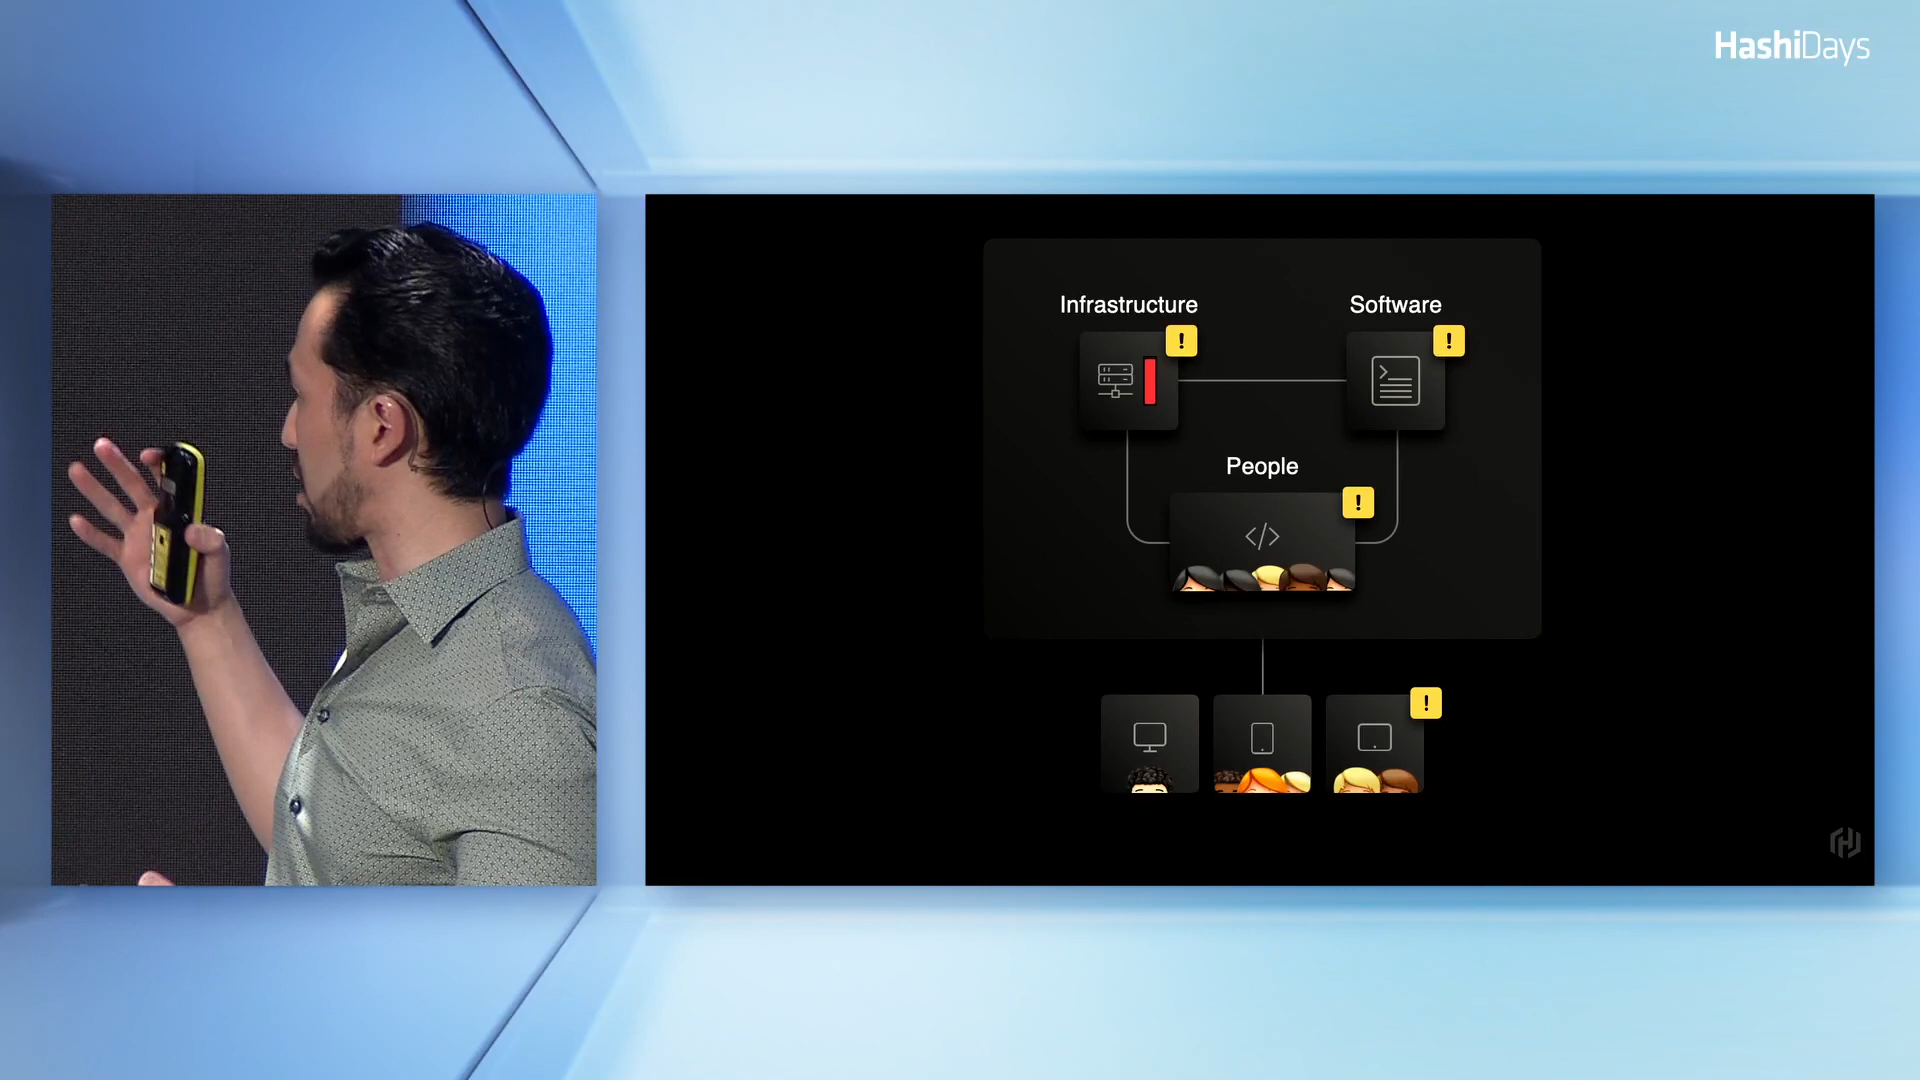 HashiDays
Infrastructure
Software
!
!
People
!
</>
!